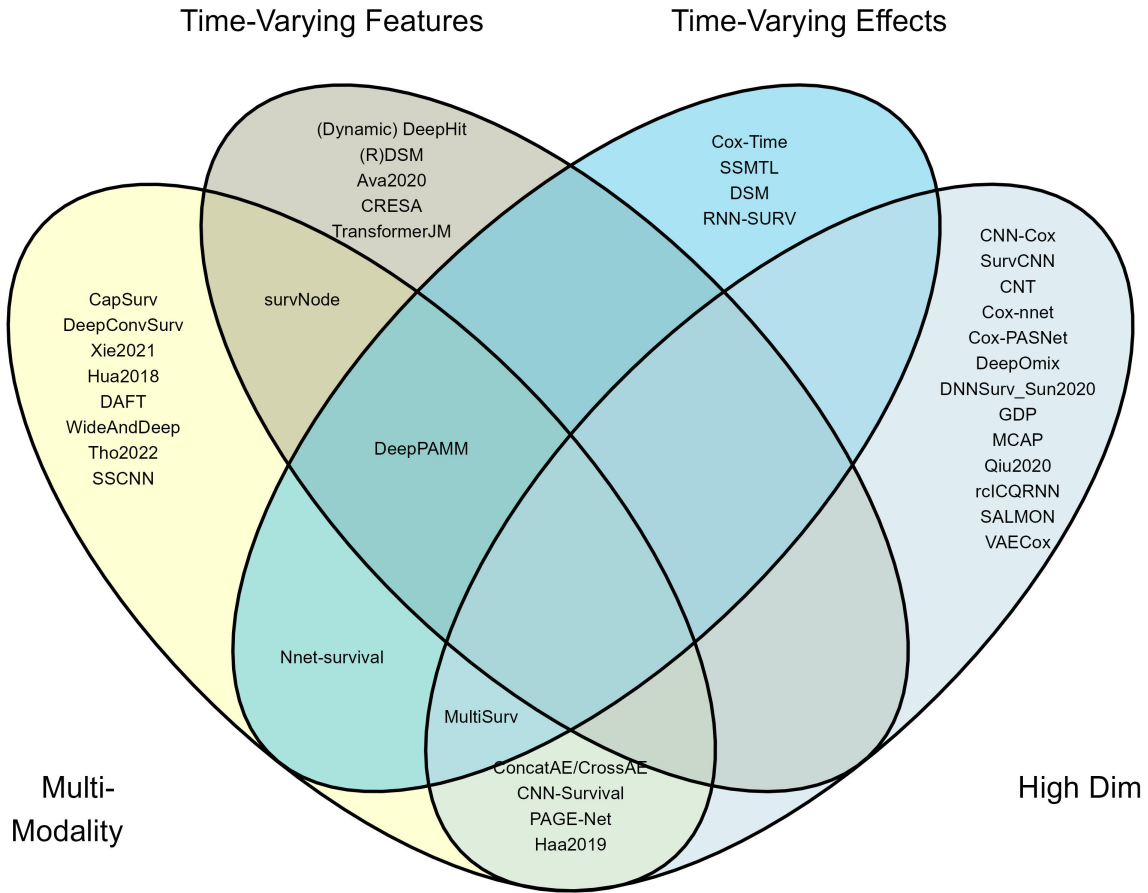 Time-Varying Features
Time-Varying Effects
(Dynamic) DeepHit
(R)DSM
Ava2020
CRESA
TransformerJM
Cox-Time
SSMTL
DSM
RNN-SURV
CNN-Cox
SurvCNN
CNT
Cox-nnet
Cox-PASNet
DeepOmix
DNNSurv_Sun2020
GDP
MCAP
Qiu2020
rcICQRNN
SALMON
VAECox
CapSurv
DeepConvSurv
Xie2021
Hua2018
DAFT
WideAndDeep
Tho2022
SSCNN
survNode
DeepPAMM
Nnet-survival
MultiSurv
ConcatAE/CrossAE
CNN-Survival
PAGE-Net
Haa2019
Multi-
Modality
High Dim